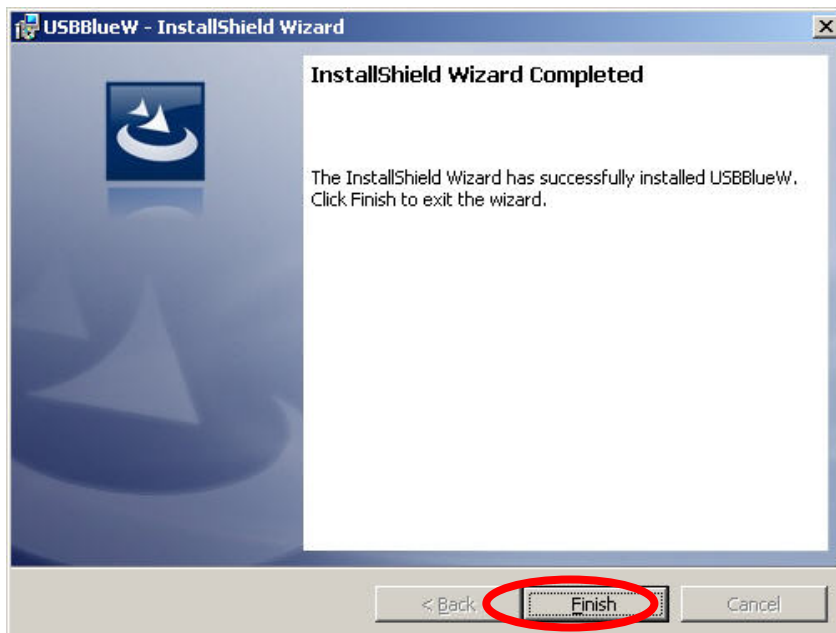 USBBlueW - InstallShield Wizard
InstallShield Wizard Completed
The InstallShield Wizard has successfully installed USBBlueW.
Click Finish to exit the wizard.
< Back
Finish
Cancel